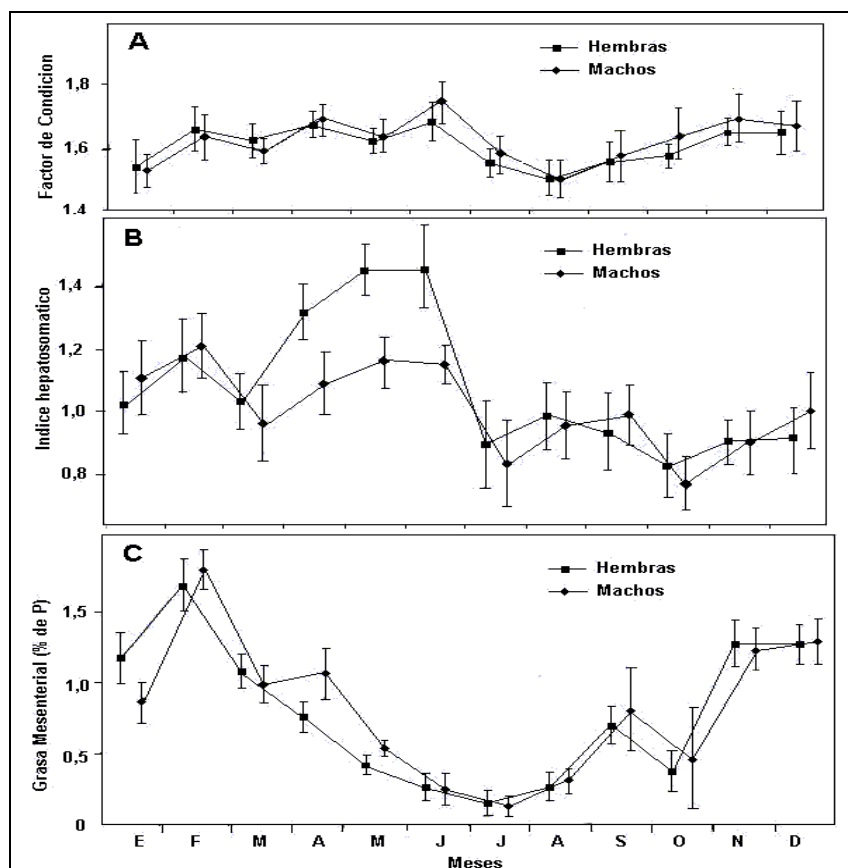 A
Hembras
Machos
Factor de Condicion
1,8
1,6
1.4
B
Hembras
Machos
Indice hepatosomatico
1,4
1,2
1,0
0,8
C
Hembras
Machos
Grasa Mesenterial (% de P)
1,5
1,0
0,5
0
E F M A M J J A S O N D
Meses